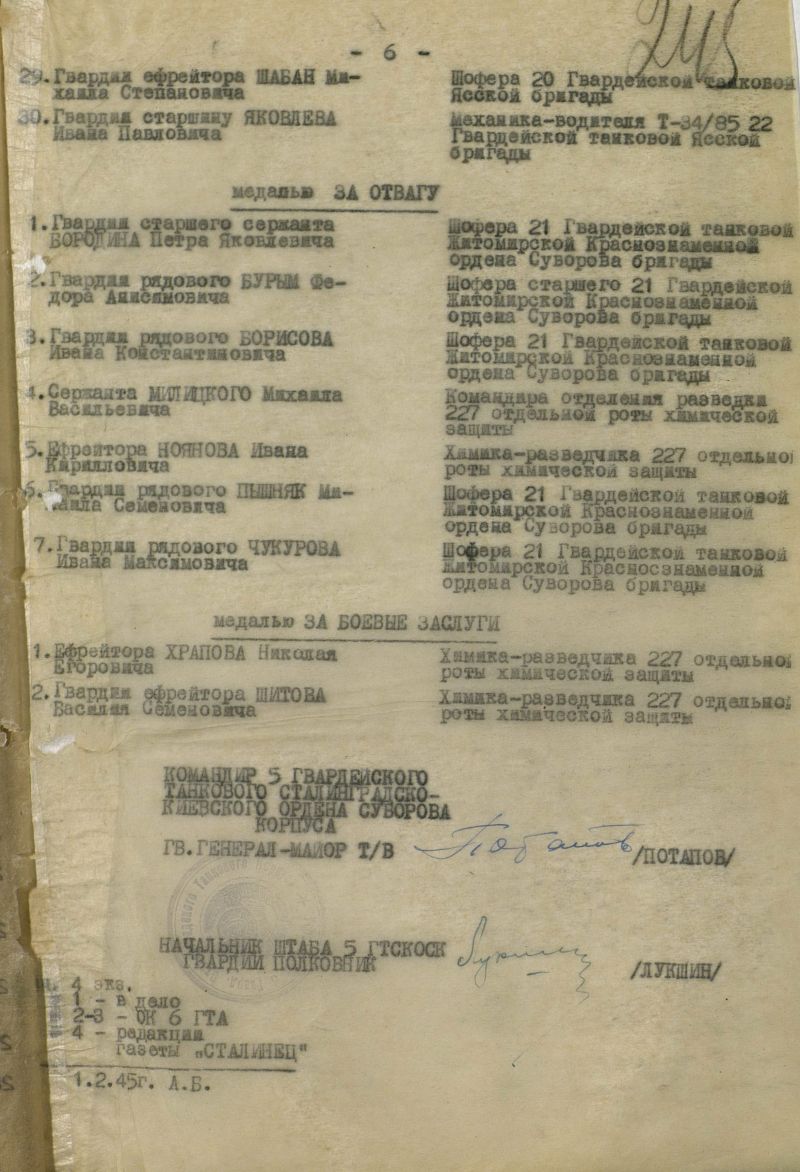 - 6 -
245
29. Гвардии ефрейтора ШАБАН Ми-
хаила Степановича
Шофера 20 Гвардейской танковой
Ясской бригады
30. Гвардии старшину ЯКОВЛЕВА
Ивана Павловича
механика-водителя Т-34/85 22
Гвардейской танковой Ясской
бригады
медалью ЗА ОТВАГУ
1. Гвардии старшего сержанта
БОРОДИНА Петра Яковлевича
Шофера 21 Гвардейской танковой
Житомирской Краснознаменной
ордена Суворова бригады
2. Гвардии рядового БУРЫМ Фе-
дора Анисимовича
Шофера старшего 21 Гвардейской
Житомирской Краснознаменной
ордена Суворова бригады
3. Гвардии рядового БОРИСОВА
Ивана Константиновича
Шофера 21 Гвардейской танковой
Житомирской Краснознаменной
ордена Суворова бригады
4. Сержанта МИЛИЦКОГО Михаила
Васильевича
Командира отделения разведки
227 отдельной роты химической
защиты
5. Ефрейтора НОЯНОВА Ивана
Кирилловича
Химика-разведчика 227 отдельной
роты химической защиты
6. Гвардии рядового ПЫШНЯК Ми-
хаила Семеновича
Шофера 21 Гвардейской танковой
Житомирской Краснознаменной
ордена Суворова бригады
7. Гвардии рядового ЧУКУРОВА
Ивана Максимовича
Шофера 21 Гвардейской танковой
Житомирской Краснознаменной
ордена Суворова бригады
медалью ЗА БОЕВЫЕ ЗАСЛУГИ
1. Ефрейтора ХРАПОВА Николая
Егоровича
Химика-разведчика 227 отдельной
роты химической защиты
2. Гвардии ефрейтора ШИТОВА
Василия Семеновича
Химика-разведчика 227 отдельной
роты химической защиты
КОМАНДИР 5 ГВАРДЕЙСКОГО
ТАНКОВОГО СТАЛИНГРАДСКО-
КИЕВСКОГО ОРДЕНА СУВОРОВА
КОРПУСА
ГВ.ГЕНЕРАЛ-МАЙОР Т/В Потапов /ПОТАПОВ/
НАЧАЛЬНИК ШТАБА 5 ГТСКОСК
ГВАРДИИ ПОЛКОВНИК Лукшин /ЛУКШИН/
4 экз.
1 - в дело
2-3 - ОК 6 ГТА
4 - редакции
газеты „СТАЛИНЕЦ"
1.2.45г. А.Б.